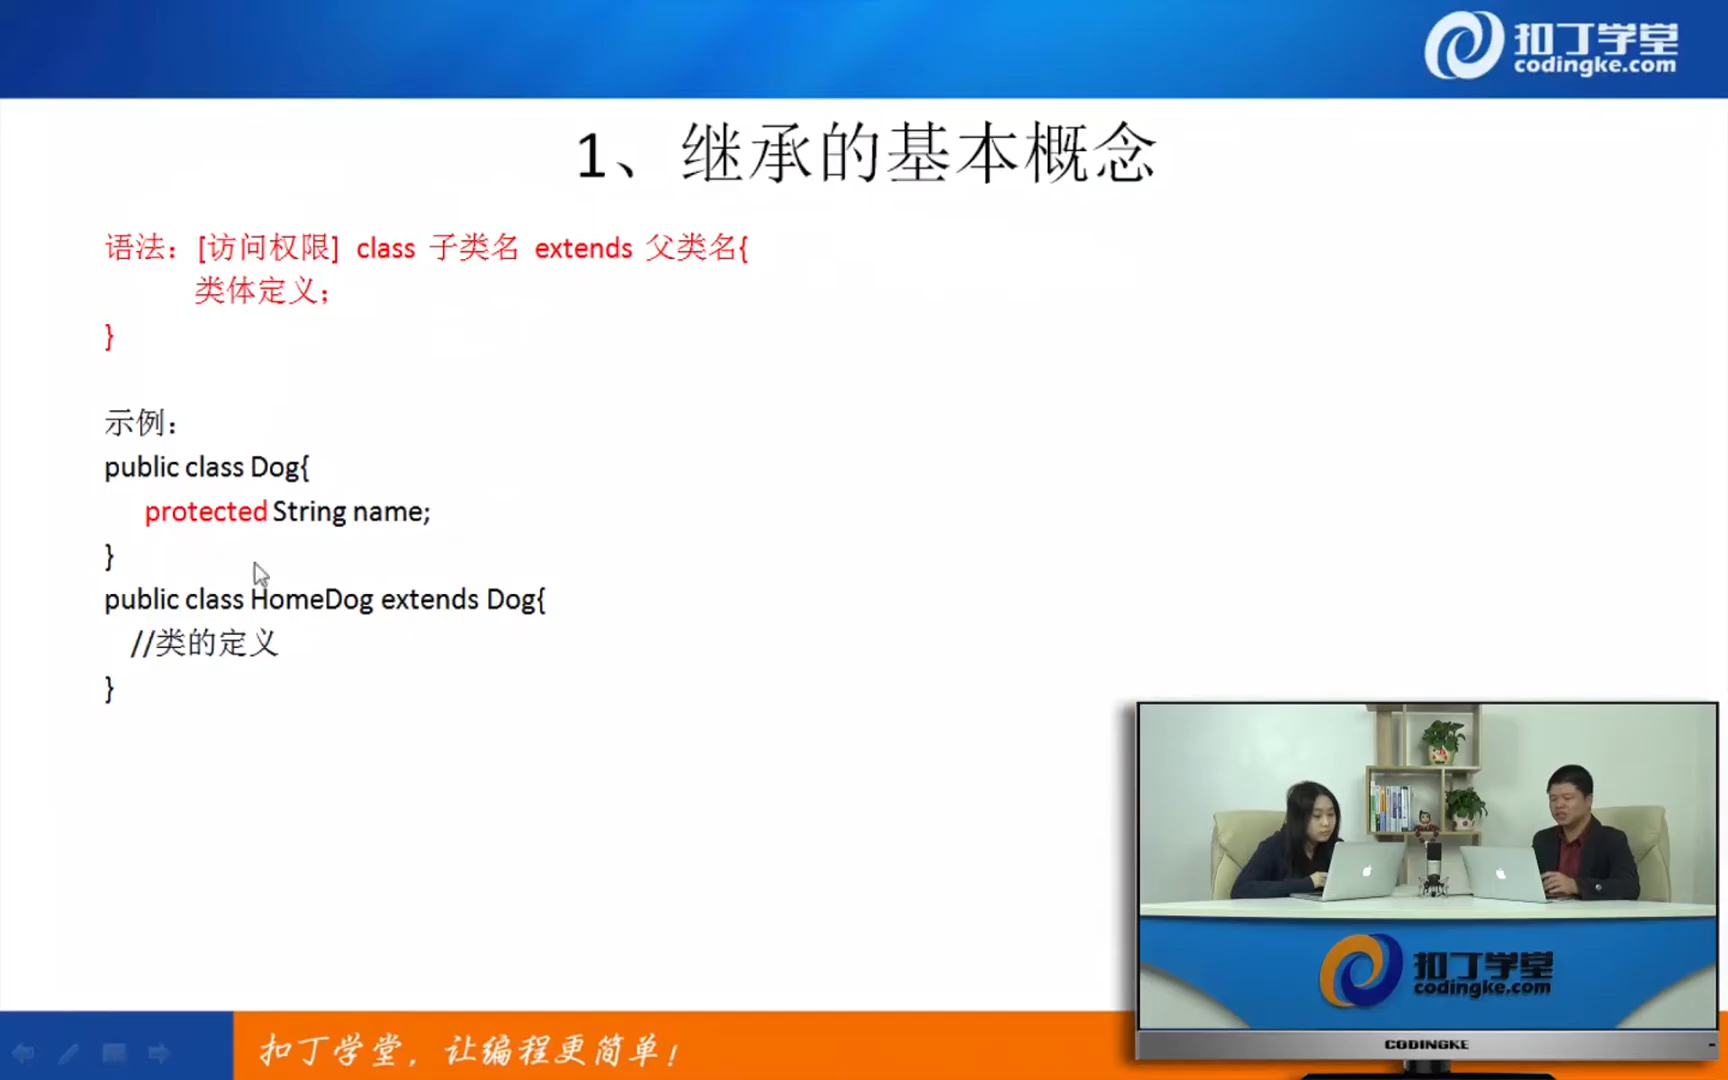 扣丁学堂
codingke.com
1、继承的基本概念
语法：[访问权限] class 子类名 extends 父类名{
类体定义；
}
示例：
public class Dog{
protected String name;
}
public class HomeDog extends Dog{
//类的定义
}
扣丁学堂
codingke.com
CODINGKE
扣丁学堂，让编程更简单！